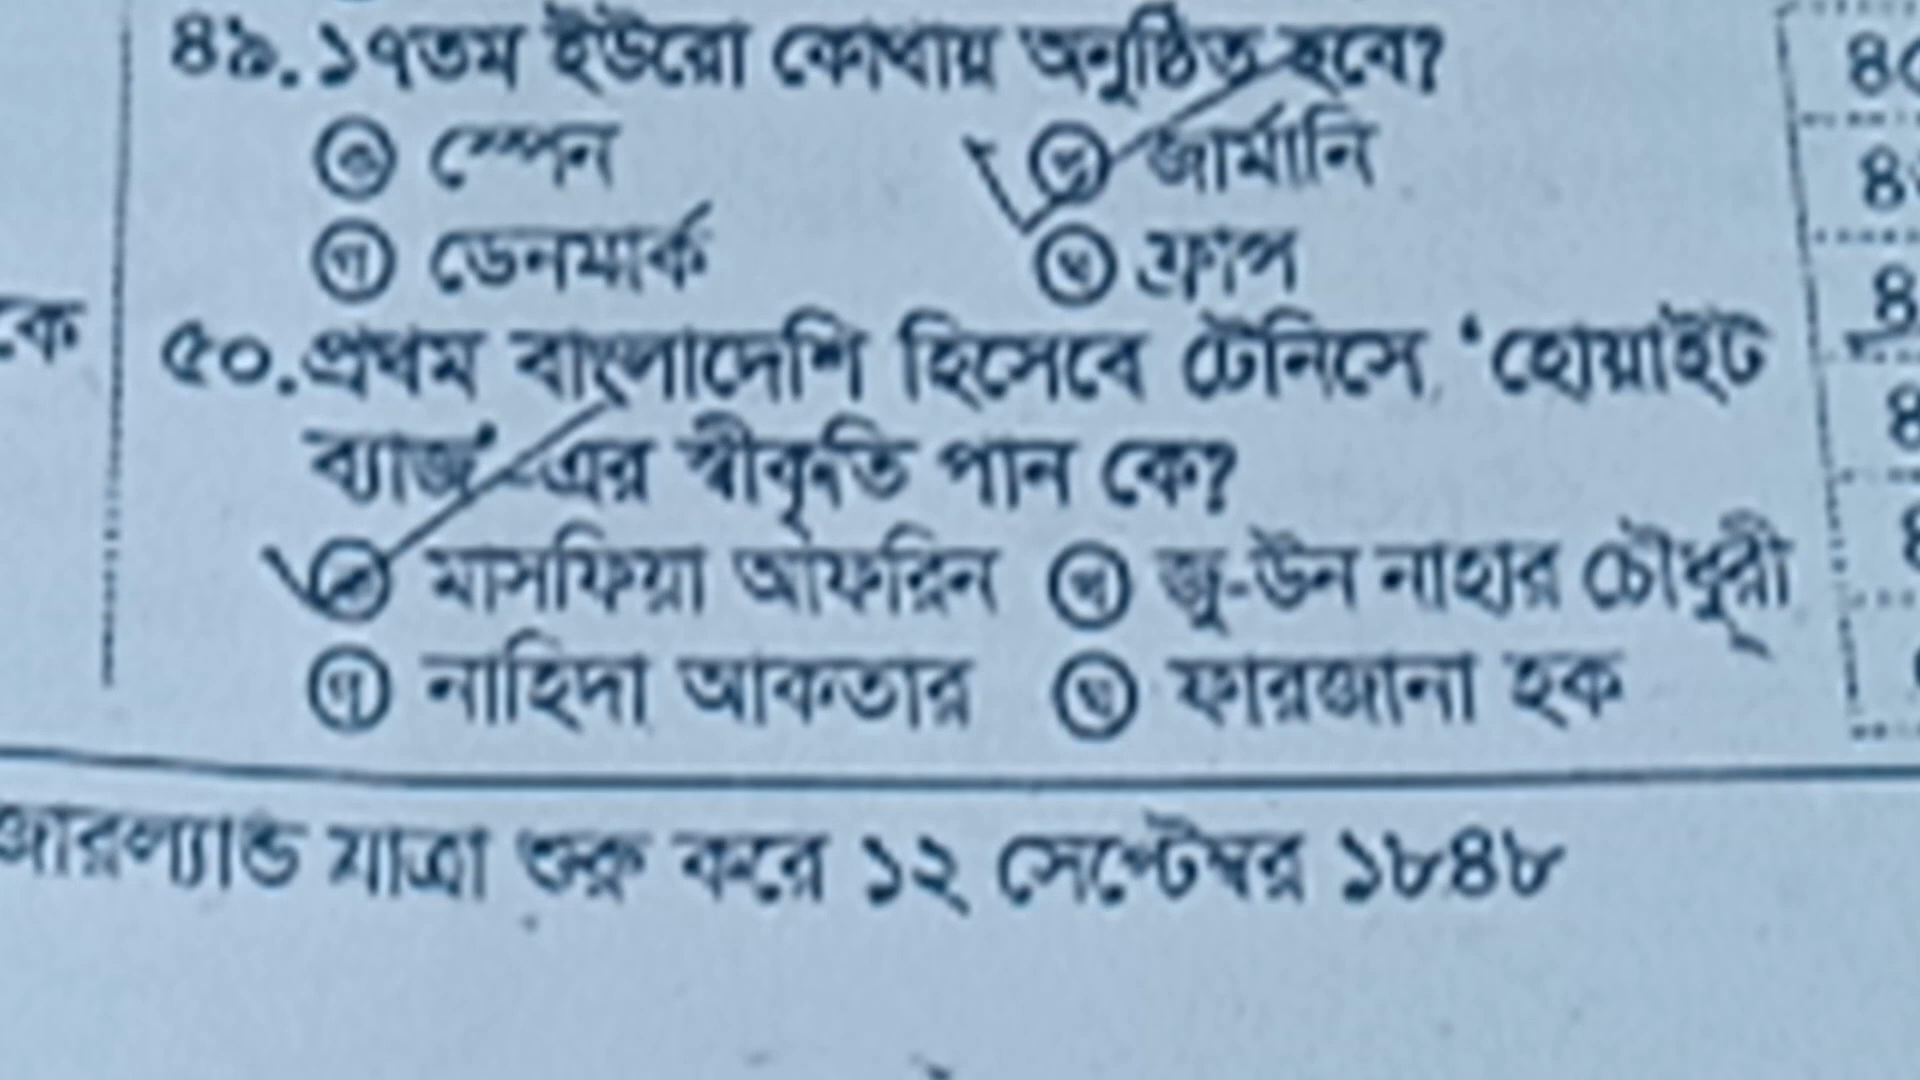 ৪৯. ১৭তম ইউরো কোথায় অনুষ্ঠিত হবে?
ক স্পেন খ জার্মানি
গ ডেনমার্ক ঘ ফ্রান্স
কে
৫০. প্রথম বাংলাদেশি হিসেবে টেনিসে 'হোয়াইট
ব্যাজ'-এর স্বীকৃতি পান কে?
ক মাসফিয়া আফরিন খ জু-উন নাহার চৌধুরী
গ নাহিদা আকতার ঘ ফারজানা হক
জারল্যান্ড যাত্রা শুরু করে ১২ সেপ্টেম্বর ১৮৪৮